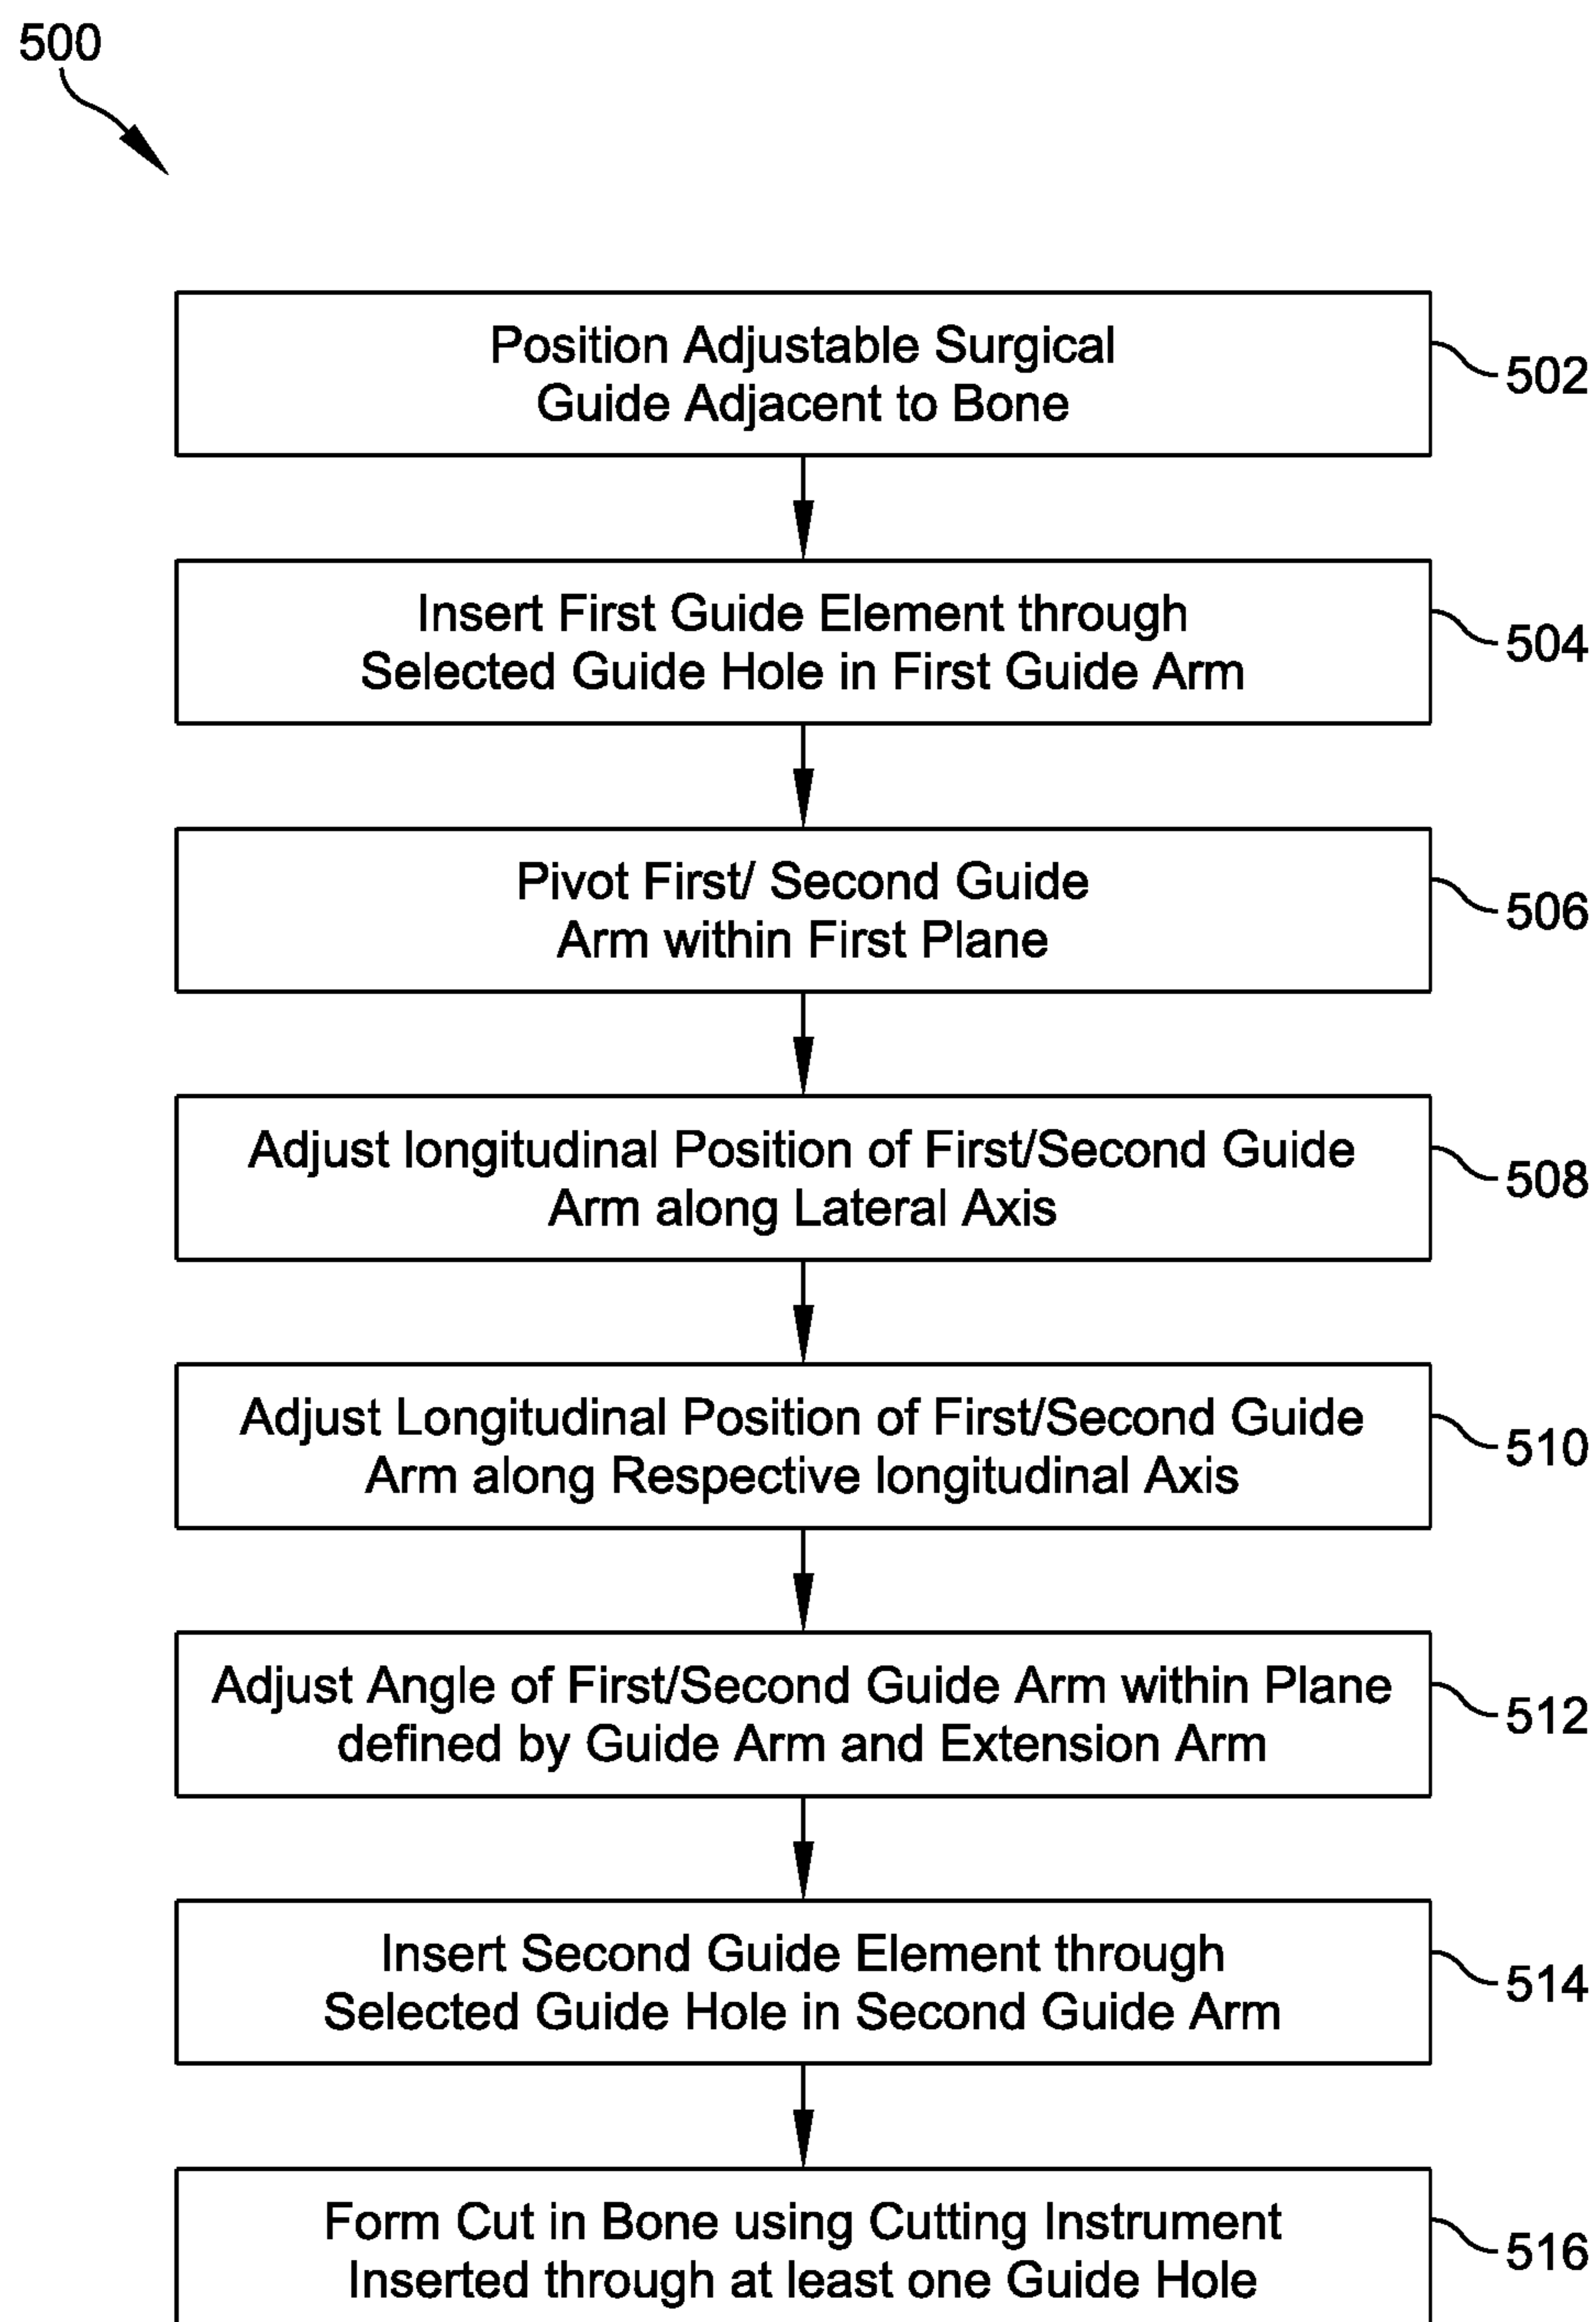 500
Position Adjustable Surgical
Guide Adjacent to Bone
502
Insert First Guide Element through
Selected Guide Hole in First Guide Arm
504
Pivot First/ Second Guide
Arm within First Plane
506
Adjust longitudinal Position of First/Second Guide
Arm along Lateral Axis
508
Adjust Longitudinal Position of First/Second Guide
Arm along Respective longitudinal Axis
510
Adjust Angle of First/Second Guide Arm within Plane
defined by Guide Arm and Extension Arm
512
Insert Second Guide Element through
Selected Guide Hole in Second Guide Arm
514
Form Cut in Bone using Cutting Instrument
Inserted through at least one Guide Hole
516